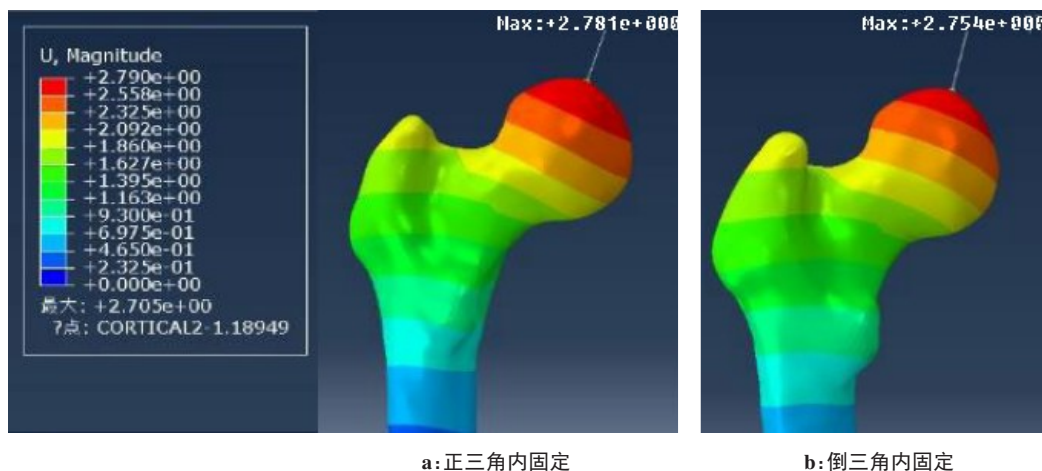 Max:+2.781e+000
Max:+2.754e+000
U, Magnitude
+2.790e+00
+2.558e+00
+2.325e+00
+2.092e+00
+1.860e+00
+1.627e+00
+1.395e+00
+1.163e+00
+9.300e-01
+6.975e-01
+4.650e-01
+2.325e-01
+0.000e+00
最大: +2.705e+00
?点: CORTICAL2-1.18949
a:正三角内固定
b:倒三角内固定